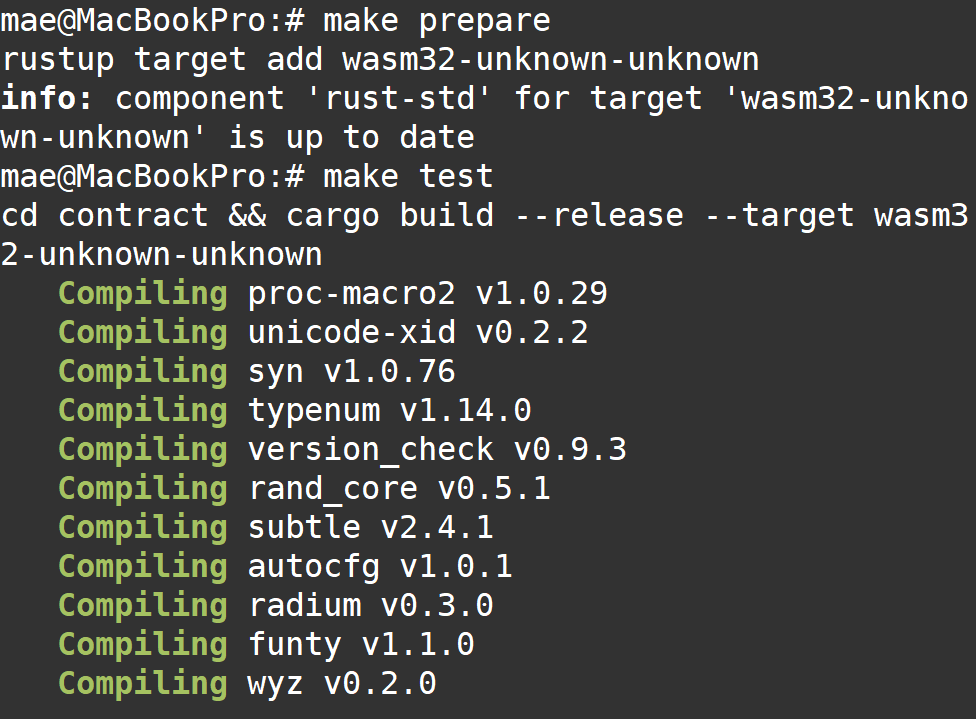 mae@MacBookPro:# make prepare
rustup target add wasm32-unknown-unknown
info: component 'rust-std' for target 'wasm32-unkno
wn-unknown' is up to date
mae@MacBookPro:# make test
cd contract && cargo build --release --target wasm3
2-unknown-unknown
   Compiling proc-macro2 v1.0.29
   Compiling unicode-xid v0.2.2
   Compiling syn v1.0.76
   Compiling typenum v1.14.0
   Compiling version_check v0.9.3
   Compiling rand_core v0.5.1
   Compiling subtle v2.4.1
   Compiling autocfg v1.0.1
   Compiling radium v0.3.0
   Compiling funty v1.1.0
   Compiling wyz v0.2.0